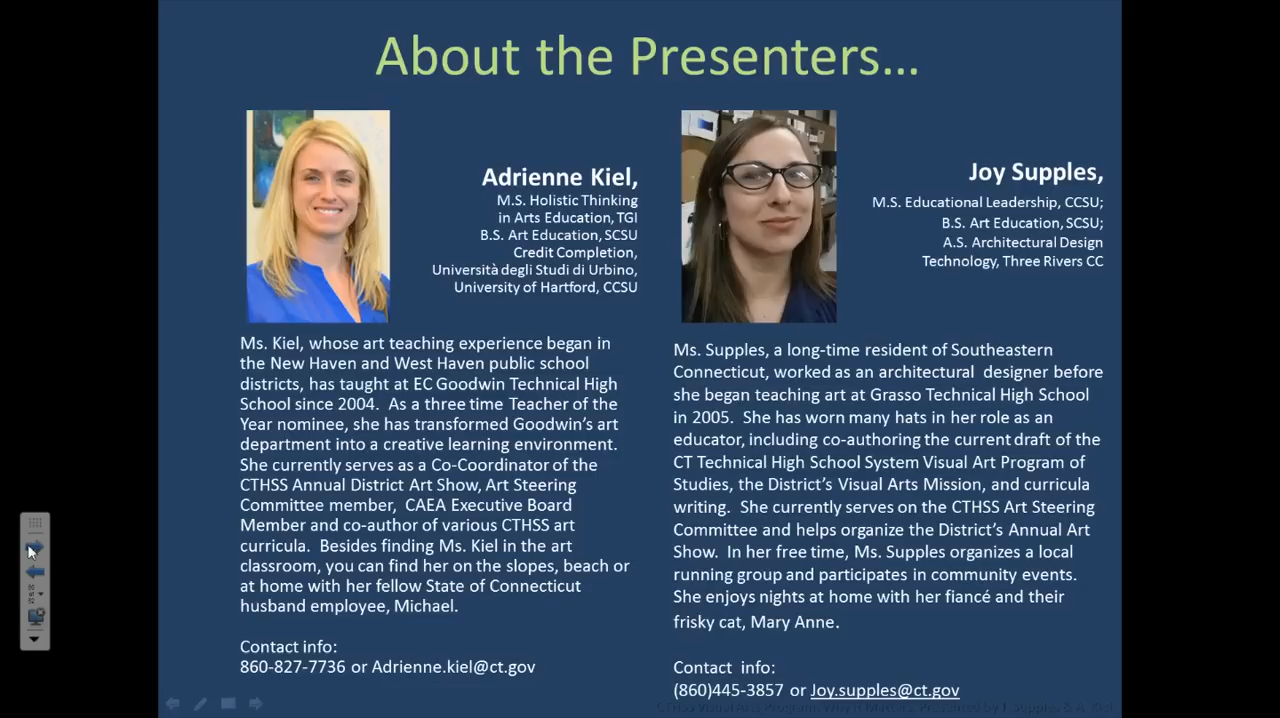 About the Presenters...
Adrienne Kiel,
M.S. Holistic Thinking
in Arts Education, TGI
B.S. Art Education, SCSU
Credit Completion,
Università degli Studi di Urbino,
University of Hartford, CCSU
Ms. Kiel, whose art teaching experience began in
the New Haven and West Haven public school
districts, has taught at EC Goodwin Technical High
School since 2004.  As a three time Teacher of the
Year nominee, she has transformed Goodwin's art
department into a creative learning environment.
She currently serves as a Co-Coordinator of the
CTHSS Annual District Art Show, Art Steering
Committee member,  CAEA Executive Board
Member and co-author of various CTHSS art
curricula.  Besides finding Ms. Kiel in the art
classroom, you can find her on the slopes, beach or
at home with her fellow State of Connecticut
husband employee, Michael.
Contact info:
860-827-7736 or Adrienne.kiel@ct.gov
Joy Supples,
M.S. Educational Leadership, CCSU;
B.S. Art Education, SCSU;
A.S. Architectural Design
Technology, Three Rivers CC
Ms. Supples, a long-time resident of Southeastern
Connecticut, worked as an architectural  designer before
she began teaching art at Grasso Technical High School
in 2005.  She has worn many hats in her role as an
educator, including co-authoring the current draft of the
CT Technical High School System Visual Art Program of
Studies, the District's Visual Arts Mission, and curricula
writing.  She currently serves on the CTHSS Art Steering
Committee and helps organize the District's Annual Art
Show.  In her free time, Ms. Supples organizes a local
running group and participates in community events.
She enjoys nights at home with her fiancé and their
frisky cat, Mary Anne.
Contact  info:
(860)445-3857 or Joy.supples@ct.gov
CTHSS Visual Arts Program: Why it Matters. Presented by J. Supples & A. Kiel